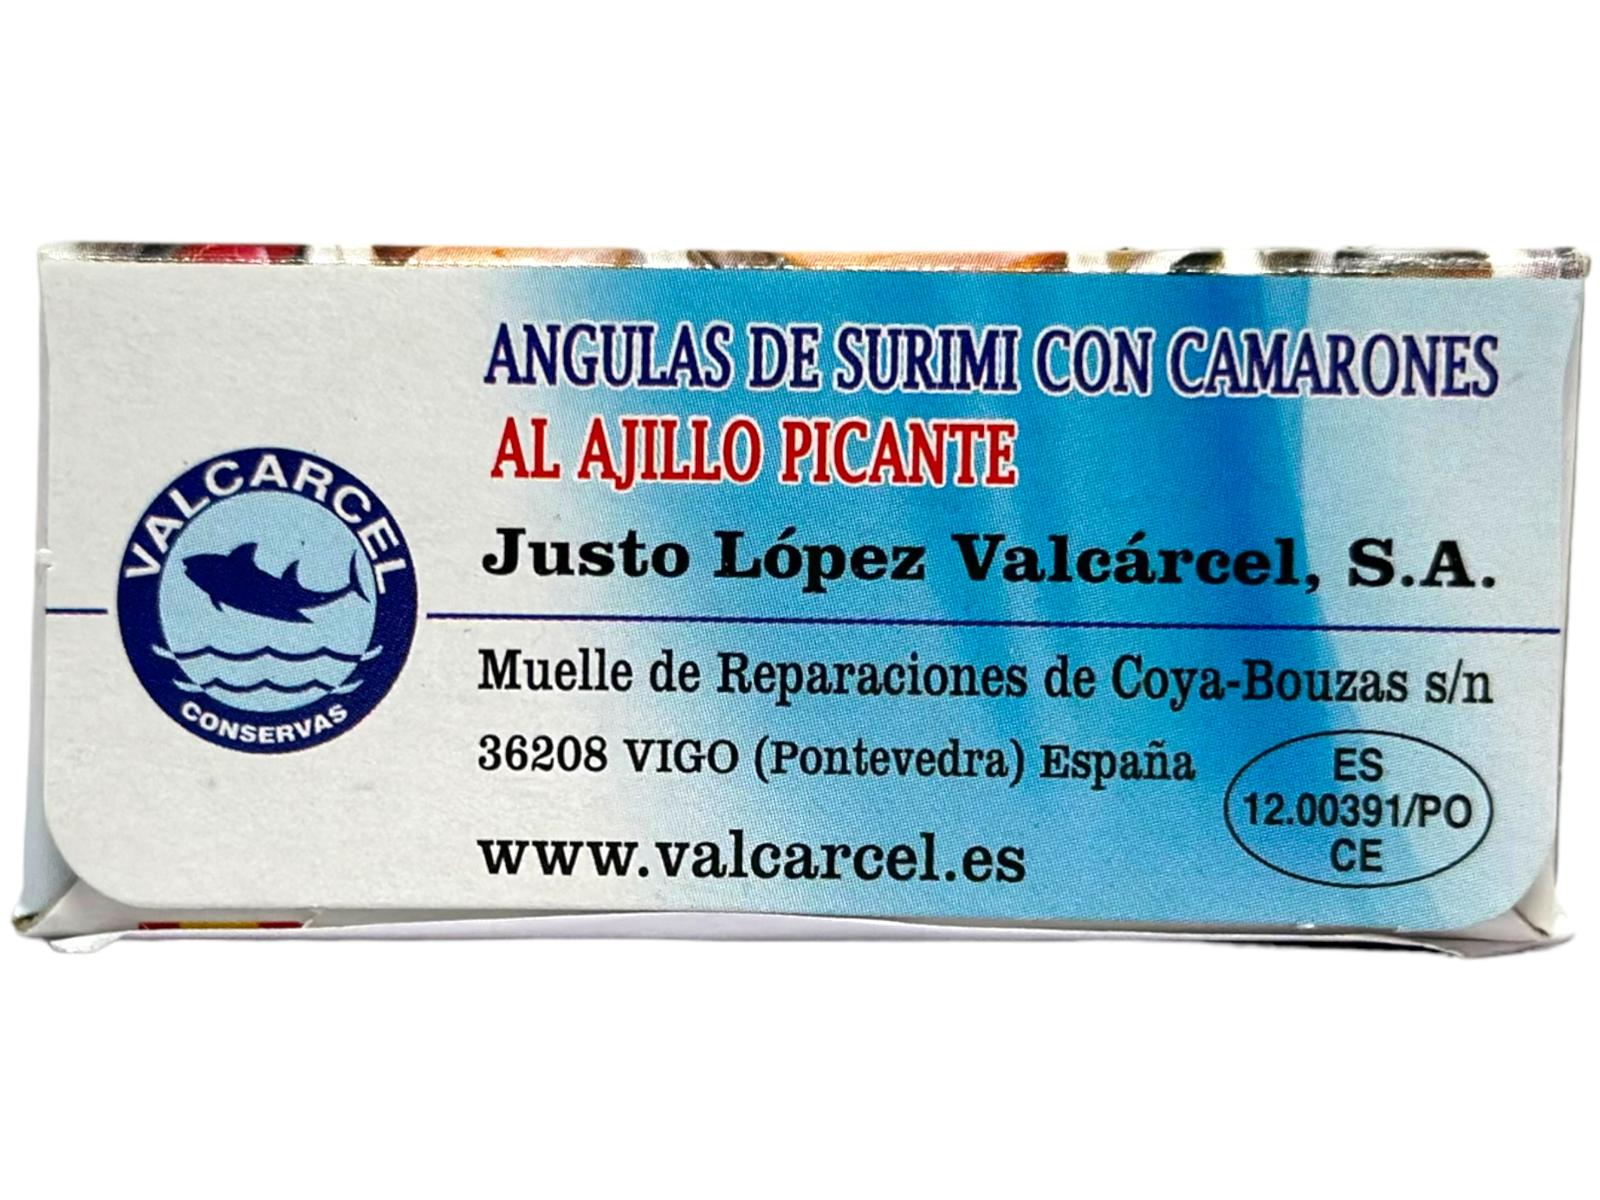 ANGULAS DE SURIMI CON CAMARONES
AL AJILLO PICANTE
VALCARCEL
CONSERVAS
Justo López Valcárcel, S.A.
Muelle de Reparaciones de Coya-Bouzas s/n
36208 VIGO (Pontevedra) España
www.valcarcel.es
ES
12.00391/PO
CE